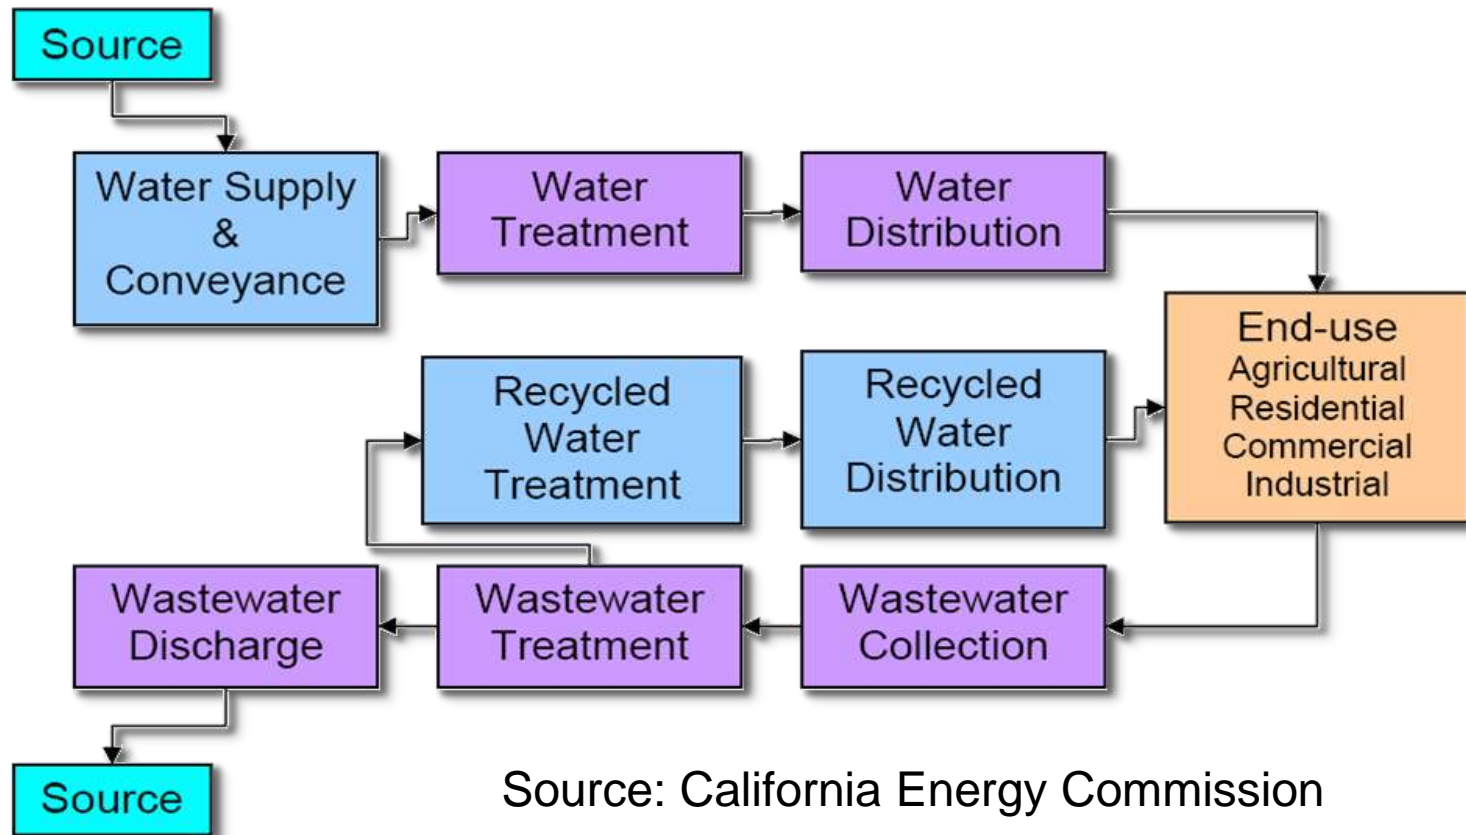 Source
Water Supply
&
Conveyance
Water
Treatment
Water
Distribution
End-use
Agricultural
Residential
Commercial
Industrial
Recycled
Water
Treatment
Recycled
Water
Distribution
Wastewater
Discharge
Wastewater
Treatment
Wastewater
Collection
Source
Source: California Energy Commission